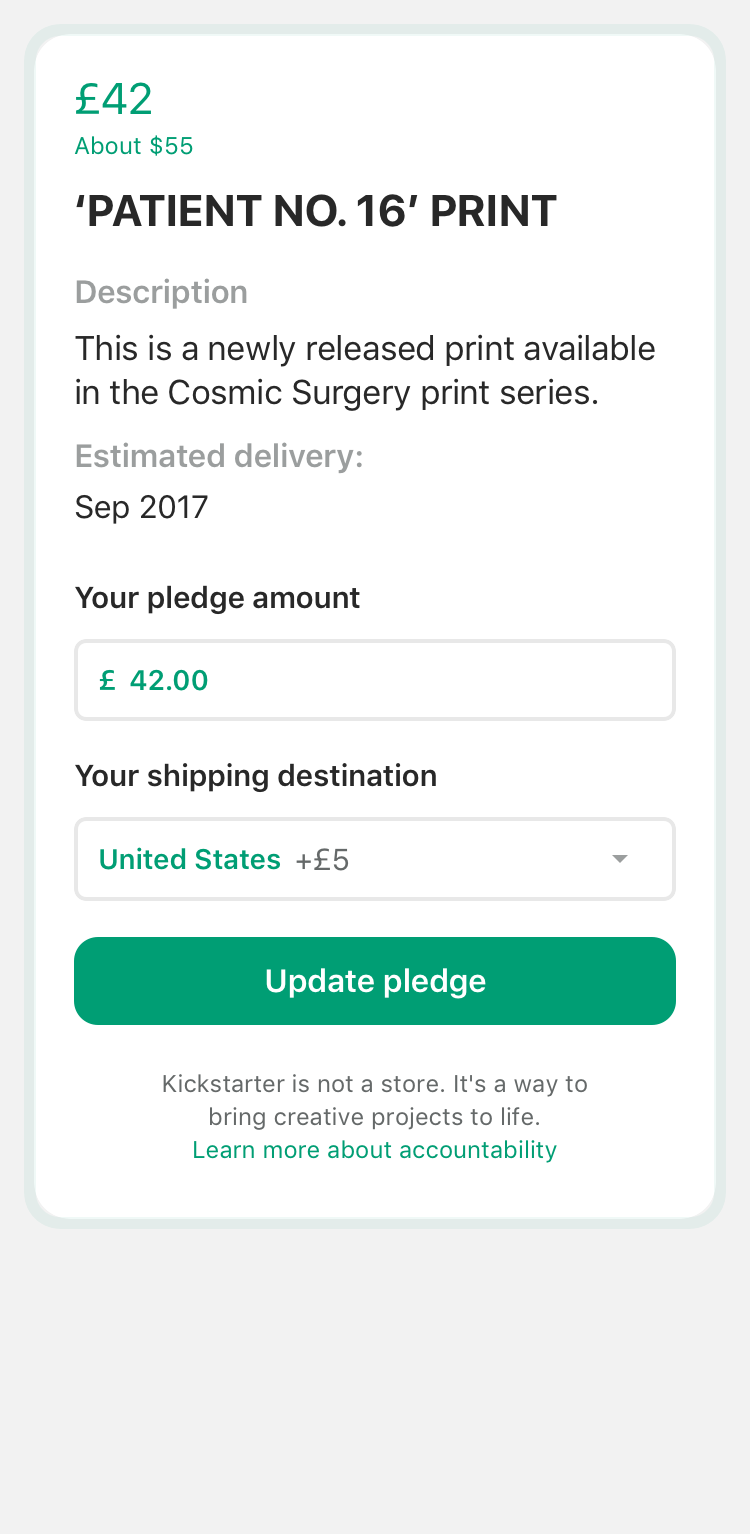 £42
About $55
‘PATIENT NO. 16’ PRINT
Description
This is a newly released print available
in the Cosmic Surgery print series.
Estimated delivery:
Sep 2017
Your pledge amount
£ 42.00
Your shipping destination
United States +£5
Update pledge
Kickstarter is not a store. It's a way to
bring creative projects to life.
Learn more about accountability